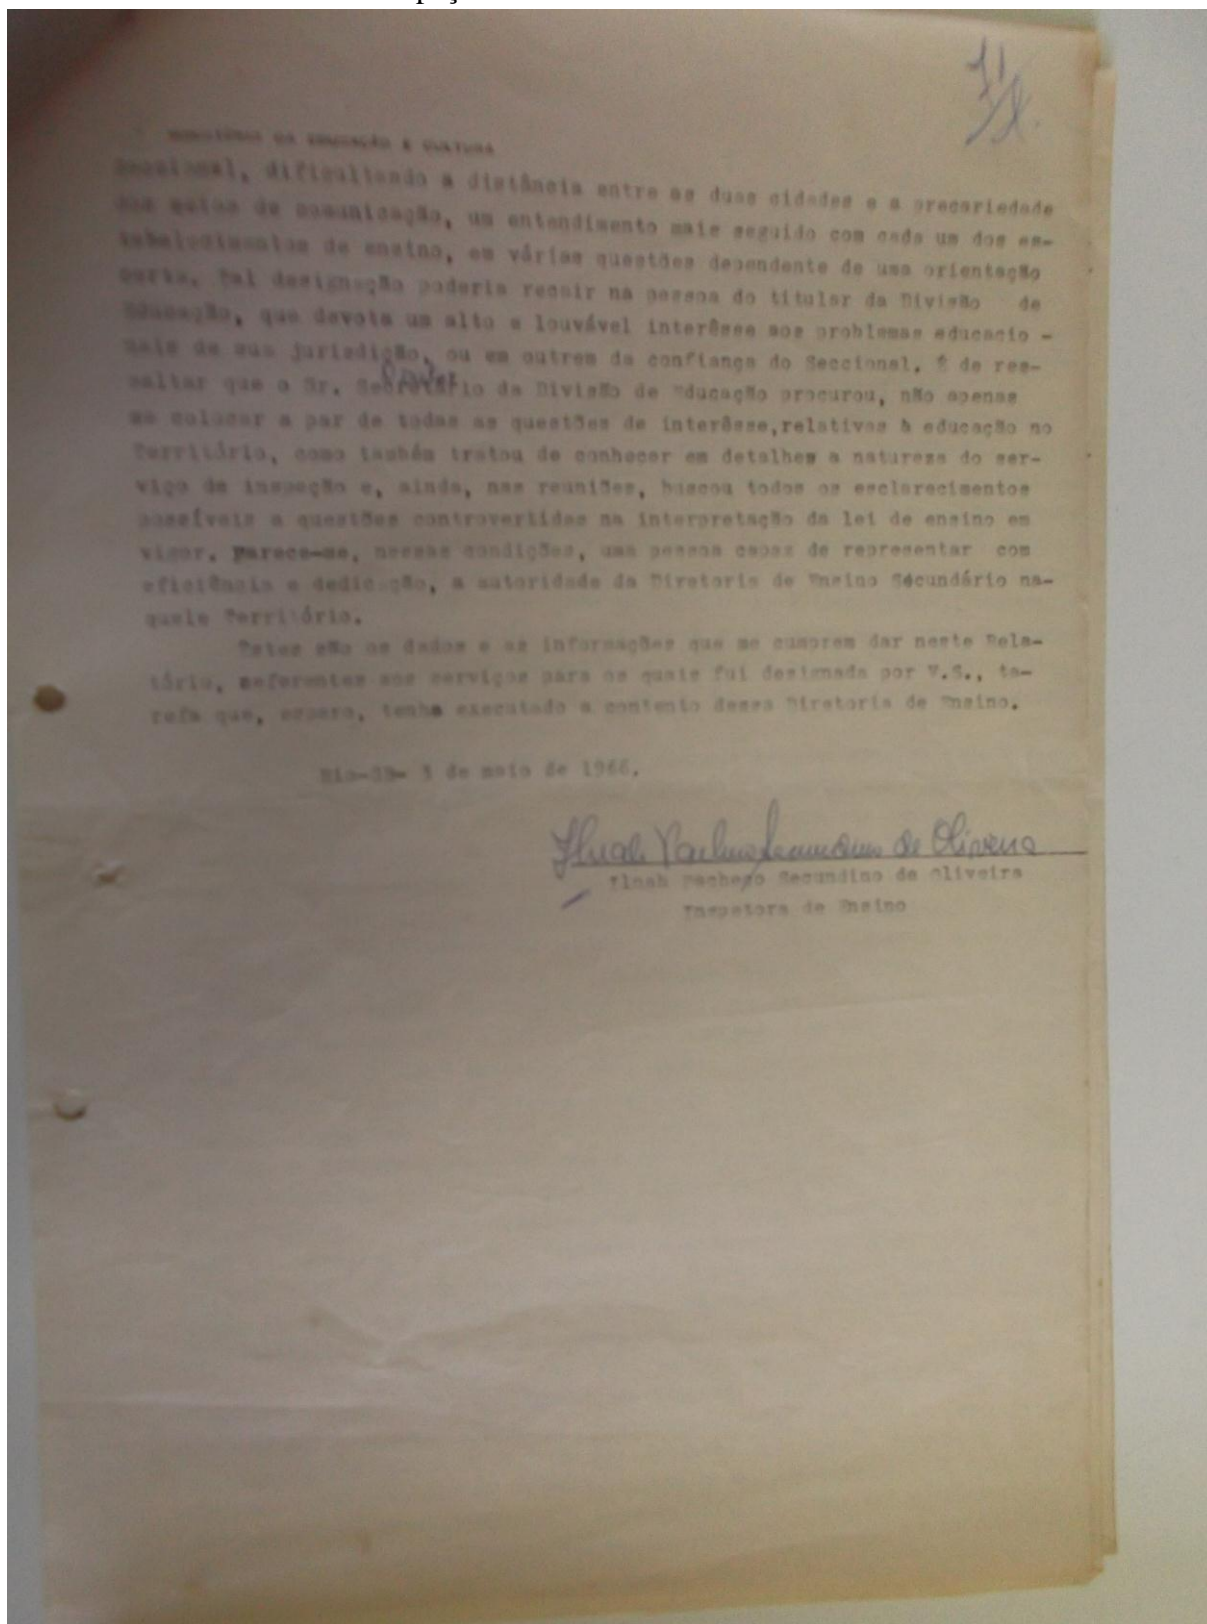 MINISTÉRIO DA EDUCAÇÃO E CULTURA
Seccional, dificultando a distância entre as duas cidades e a precariedade
dos meios de comunicação, um entendimento mais seguido com cada um dos es-
tabelecimentos de ensino, em várias questões dependente de uma orientação
certa. Tal designação poderia recair na pessoa do titular da Divisão de
Educação, que devota um alto e louvável interêsse aos problemas educacio -
nais de sua jurisdição, ou em outrem da confiança do Seccional. É de res-
saltar que o Sr. Secretário da Divisão de Educação procurou, não apenas
se colocar a par de todas as questões de interêsse,relativas à educação no
Território, como também tratou de conhecer em detalhes a natureza do ser-
viço de inspeção e, ainda, nas reuniões, buscou todos os esclarecimentos
possíveis a questões controvertidas na interpretação da lei de ensino em
vigor. Parece-me, nessas condições, uma pessoa capaz de representar com
eficiência e dedicação, a autoridade da Diretoria de Ensino Secundário na-
quele Território.
Estes são os dados e as informações que me cumprem dar neste Rela-
tório, referentes aos serviços para os quais fui designada por V.S., ta-
refa que, espero, tenha executado a contento dessa Diretoria de Ensino.
Rio-GB- 3 de maio de 1966.
Ilnah Pacheco Secundino de Oliveira
Ilnah Pacheco Secundino de Oliveira
Inspetora de Ensino